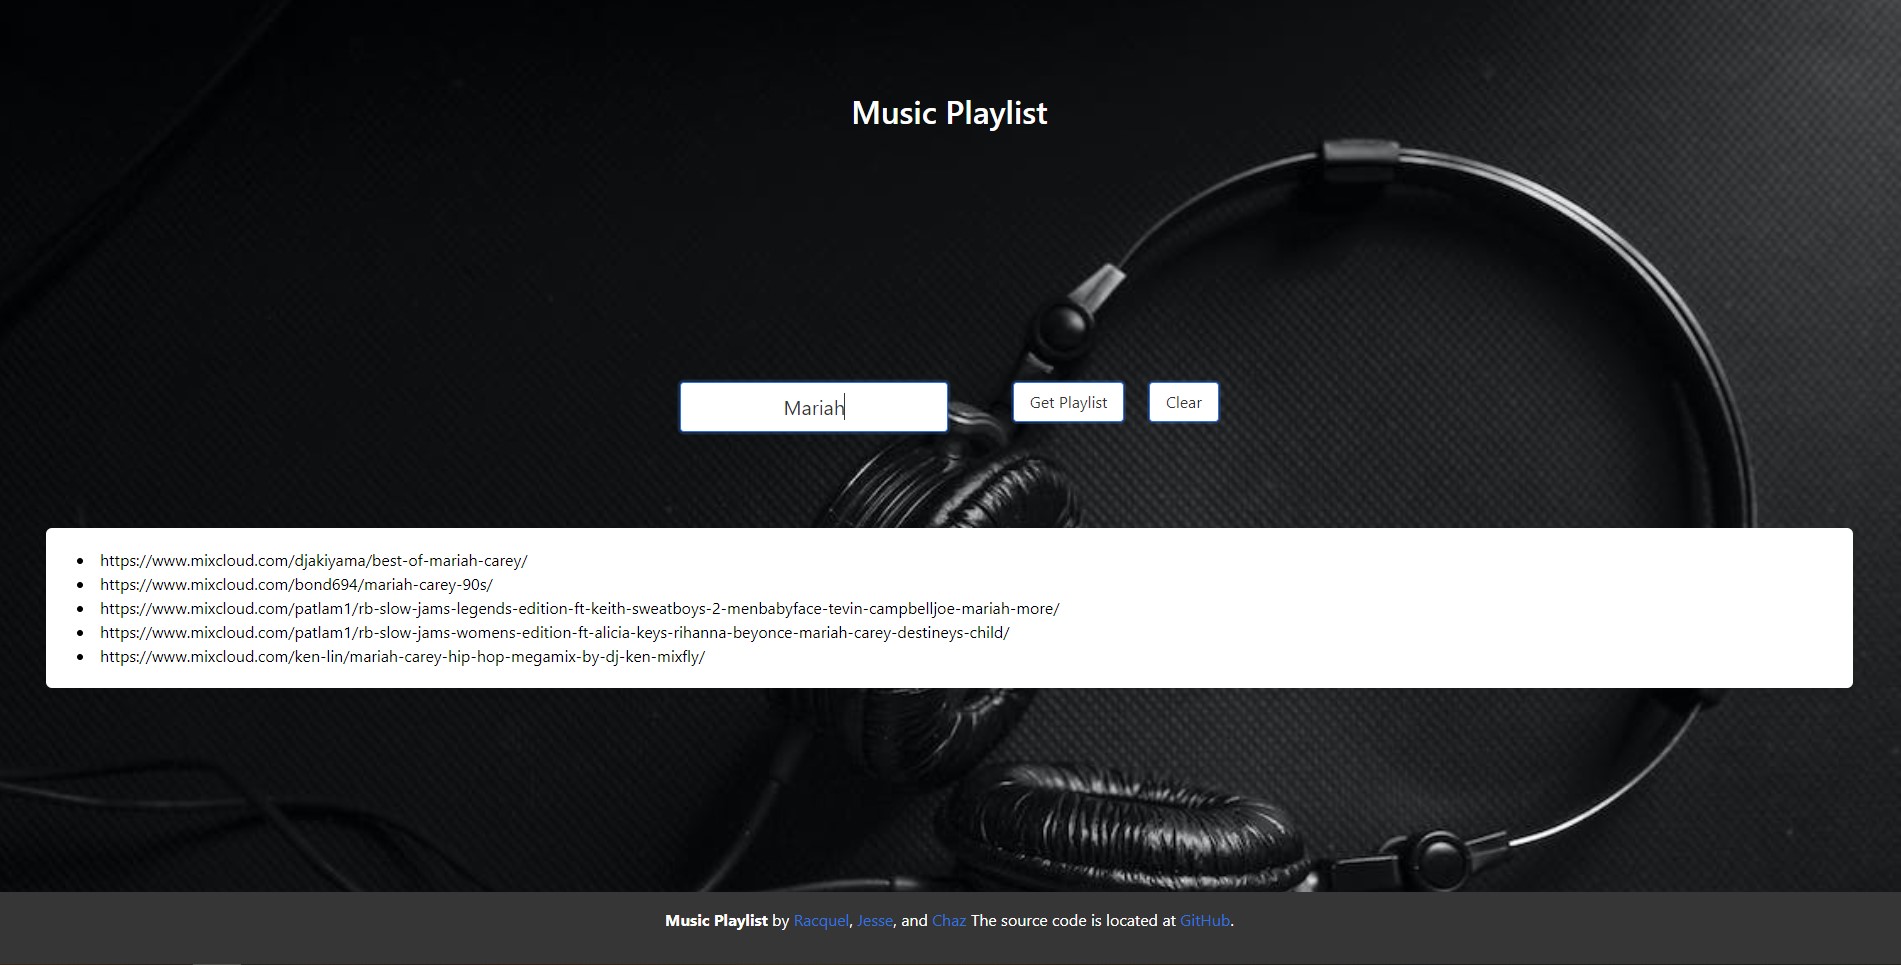 Music Playlist
Mariah
Get Playlist
Clear
https://www.mixcloud.com/djakiyama/best-of-mariah-carey/
https://www.mixcloud.com/bond694/mariah-carey-90s/
https://www.mixcloud.com/patlam1/rb-slow-jams-legends-edition-ft-keith-sweatboys-2-menbabyface-tevin-campbelljoe-mariah-more/
https://www.mixcloud.com/patlam1/rb-slow-jams-womens-edition-ft-alicia-keys-rihanna-beyonce-mariah-carey-destineys-child/
https://www.mixcloud.com/ken-lin/mariah-carey-hip-hop-megamix-by-dj-ken-mixfly/
Music Playlist by Racquel, Jesse, and Chaz The source code is located at GitHub.